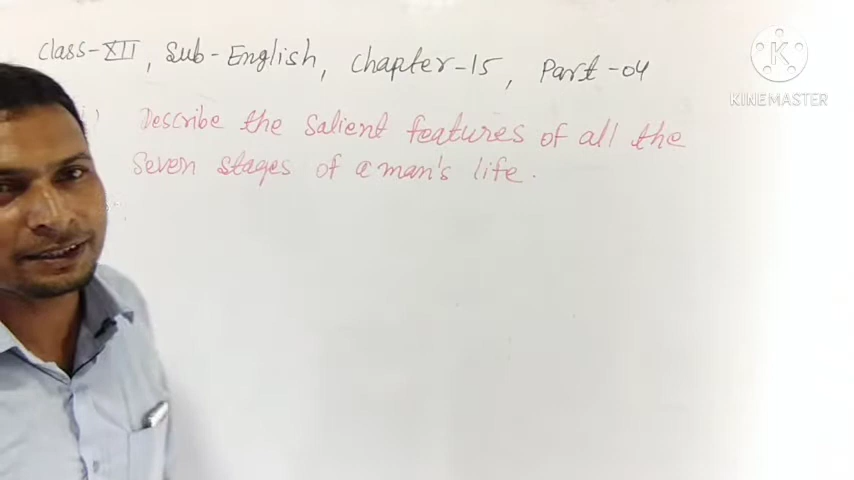 Class-XII, Sub-English, Chapter-15, Part-04
K
KINEMASTER
Describe the salient features of all the
seven stages of a man's life.